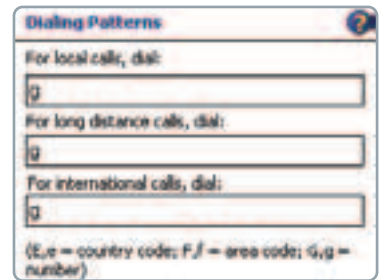 Dialing Patterns
For local calls, dial:
g
For long distance calls, dial:
g
For international calls, dial:
g
(E,e = country code; F,f = area code; G,g =
number)